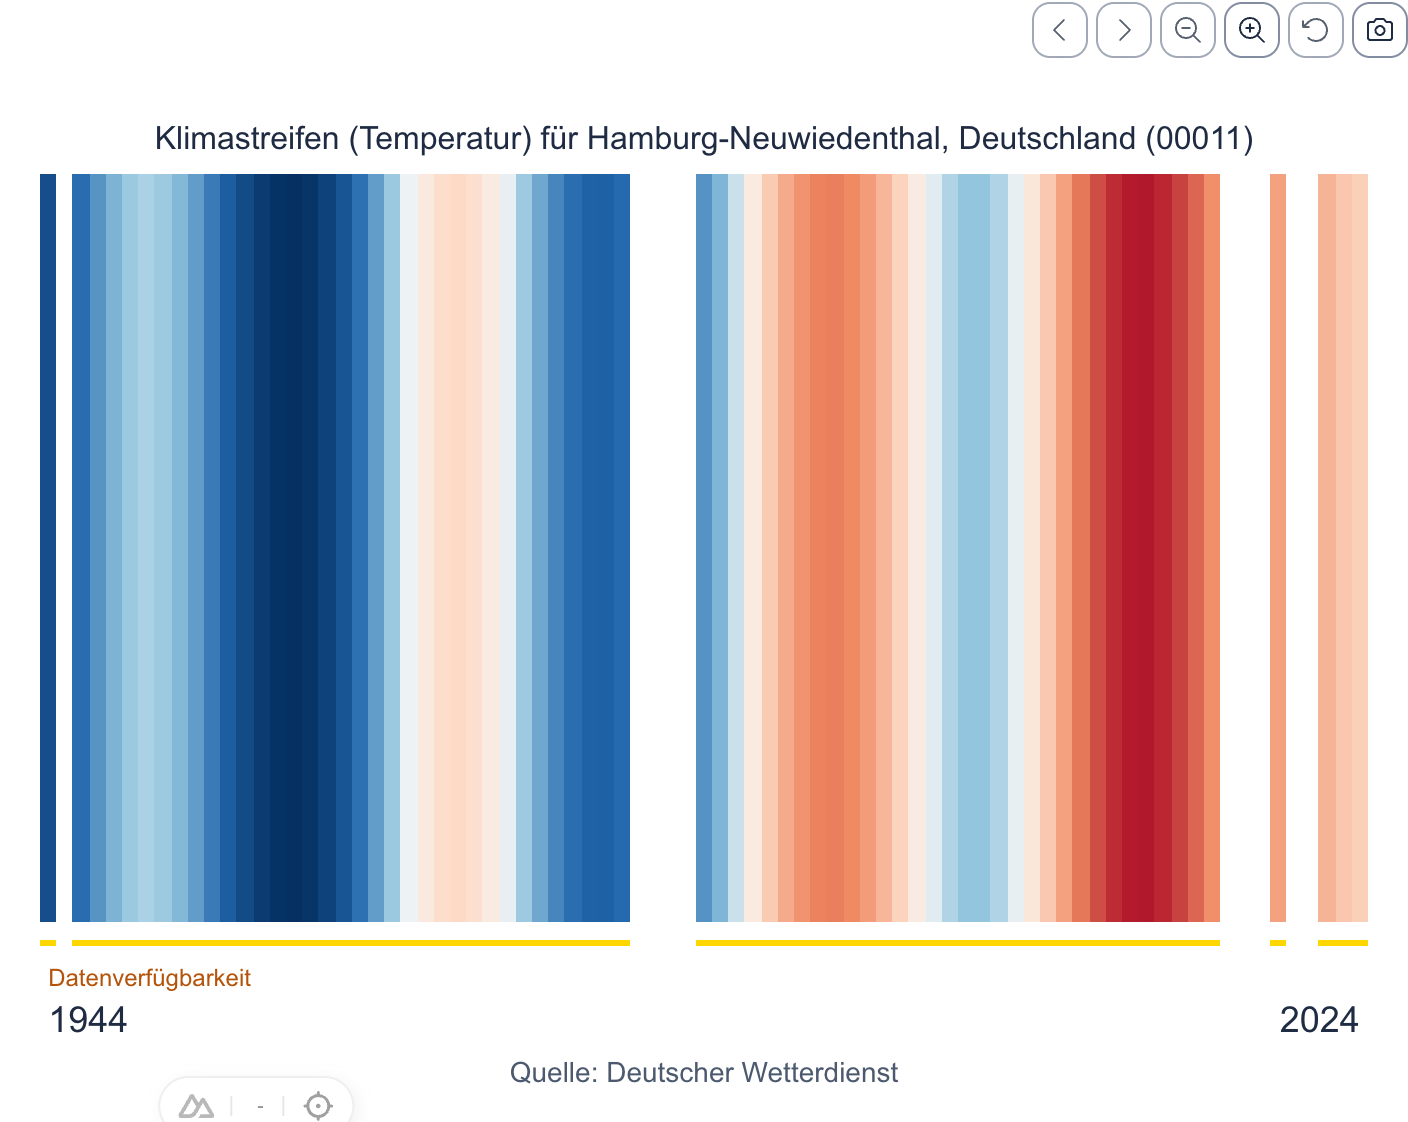 Klimastreifen (Temperatur) für Hamburg-Neuwiedenthal, Deutschland (00011)
Datenverfügbarkeit
1944
2024
Quelle: Deutscher Wetterdienst
-